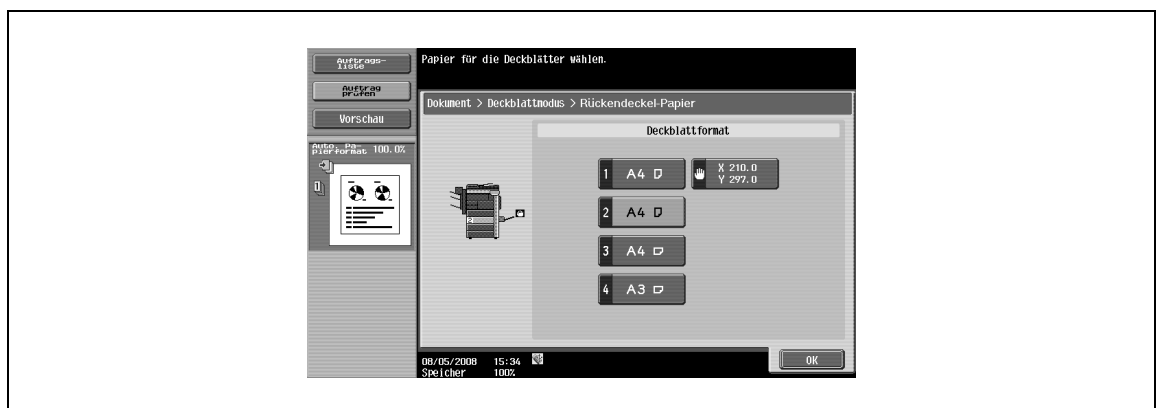 Auftrags-
liste
Auftrag
prüfen
Vorschau
Auto. Pa-
pierformat 100.0%
1
Papier für die Deckblätter wählen.
Dokument > Deckblattmodus > Rückendeckel-Papier
Deckblattformat
2
1 A4
X 210.0
Y 297.0
2 A4
3 A4
4 A3
08/05/2008 15:34
Speicher 100%
OK